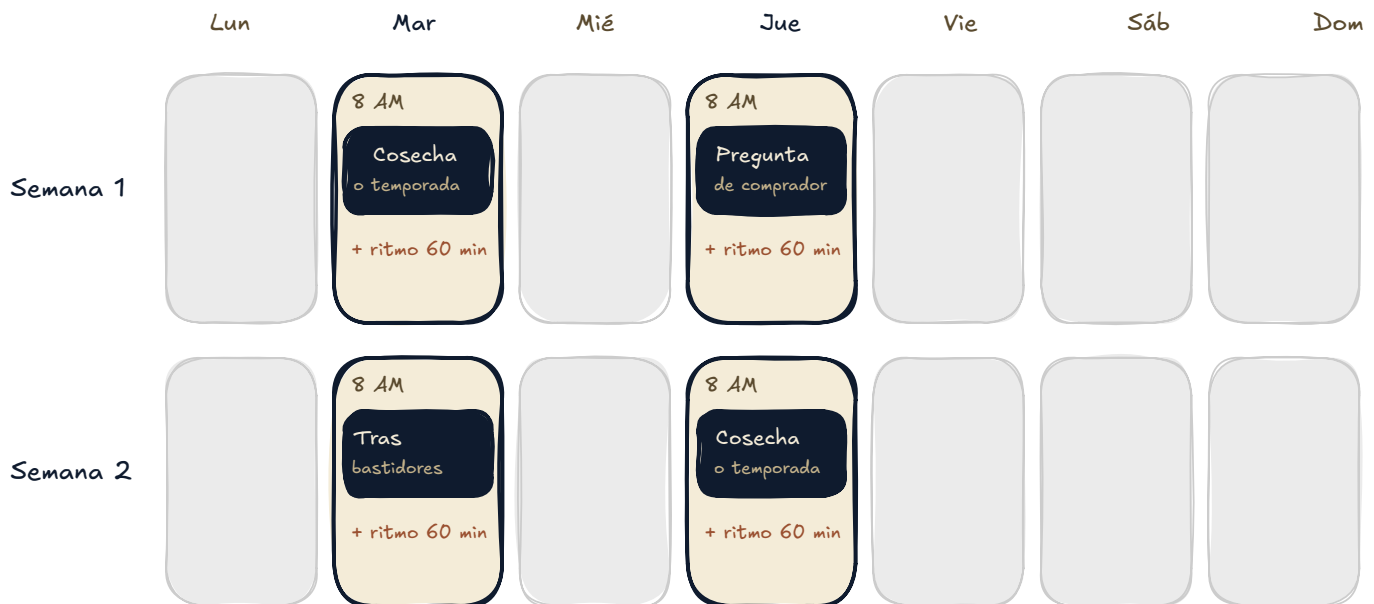 Lun Mar Mié Jue Vie Sáb Dom
8 AM 8 AM
Cosecha Pregunta
Semana 1 o temporada de comprador
+ ritmo 60 min + ritmo 60 min
8 AM 8 AM
Tras Cosecha
Semana 2 bastidores o temporada
+ ritmo 60 min + ritmo 60 min